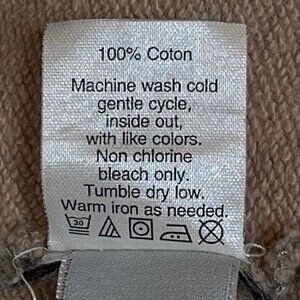 100% Coton
Machine wash cold
gentle cycle,
inside out,
with like colors.
Non chlorine
bleach only.
Tumble dry low.
Warm iron as needed.
30